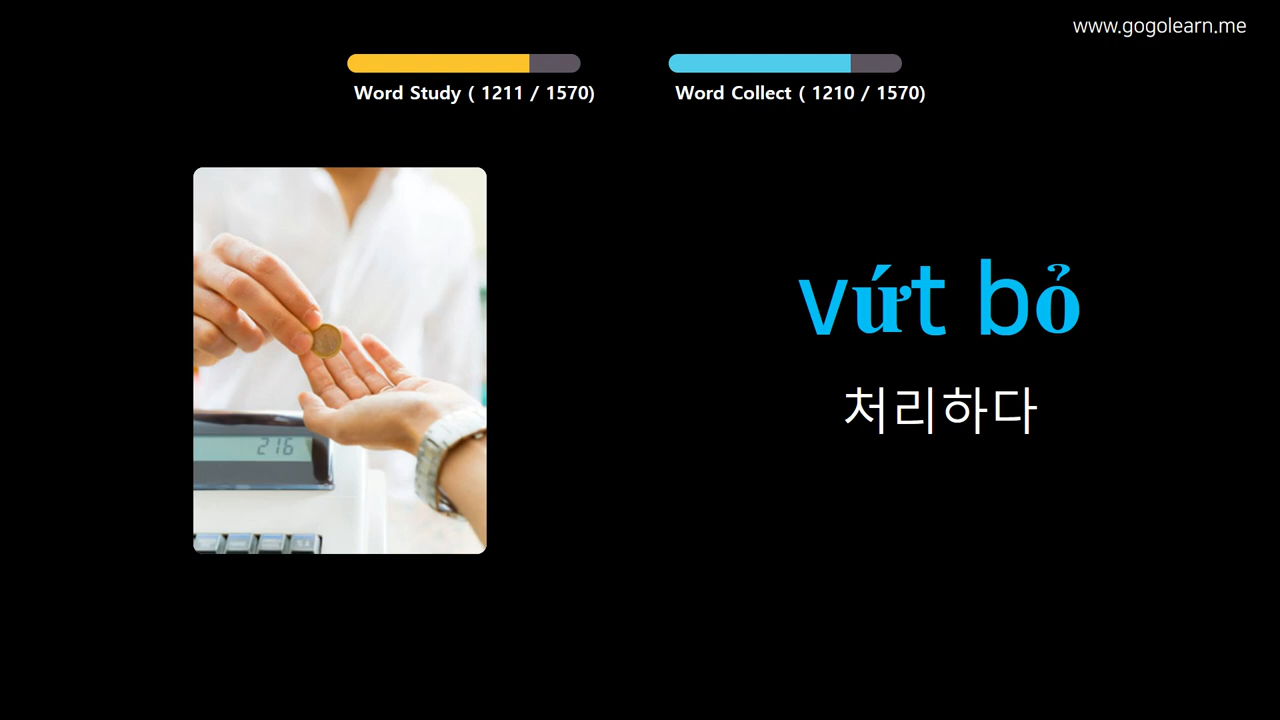 www.gogolearn.me
Word Study ( 1211 / 1570)
Word Collect ( 1210 / 1570)
vứt bỏ
처리하다
216